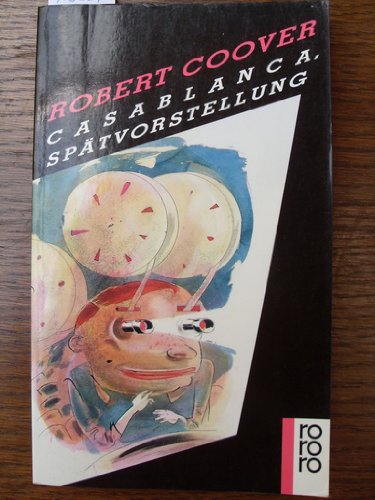 ROBERT COOVER
CASABLANCA,
SPÄTVORSTELLUNG
ro
ro
ro